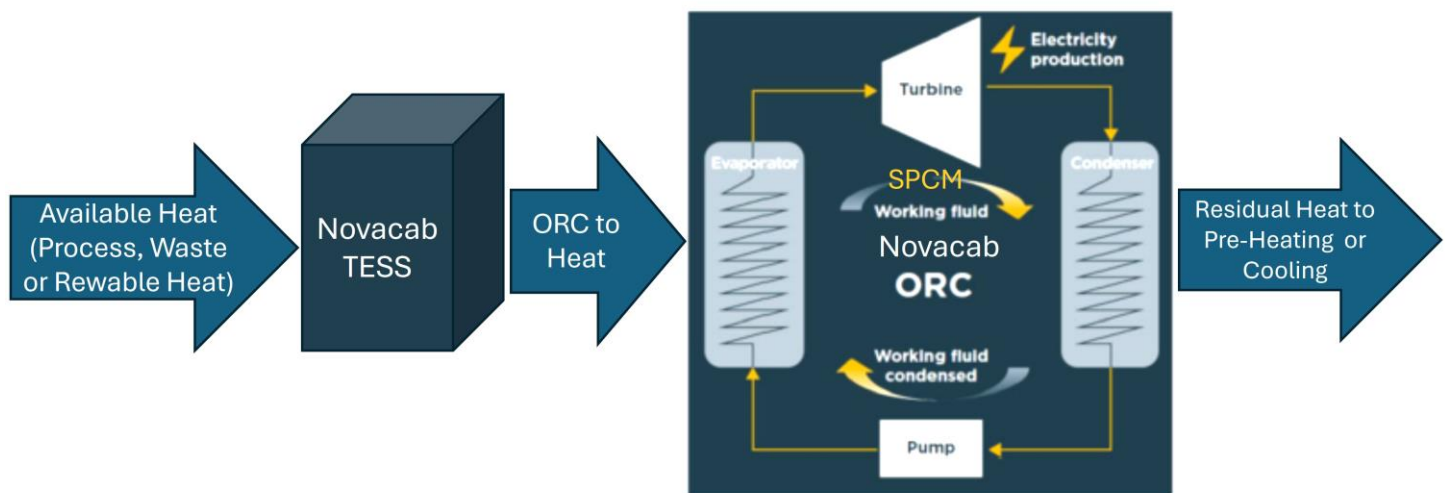 Available Heat
(Process, Waste
or Rewable Heat)
Novacab
TESS
ORC to
Heat
Electricity
production
Turbine
Evaporator
Condenser
SPCM
Working fluid
Novacab
ORC
Working fluid
condensed
Pump
Residual Heat to
Pre-Heating or
Cooling